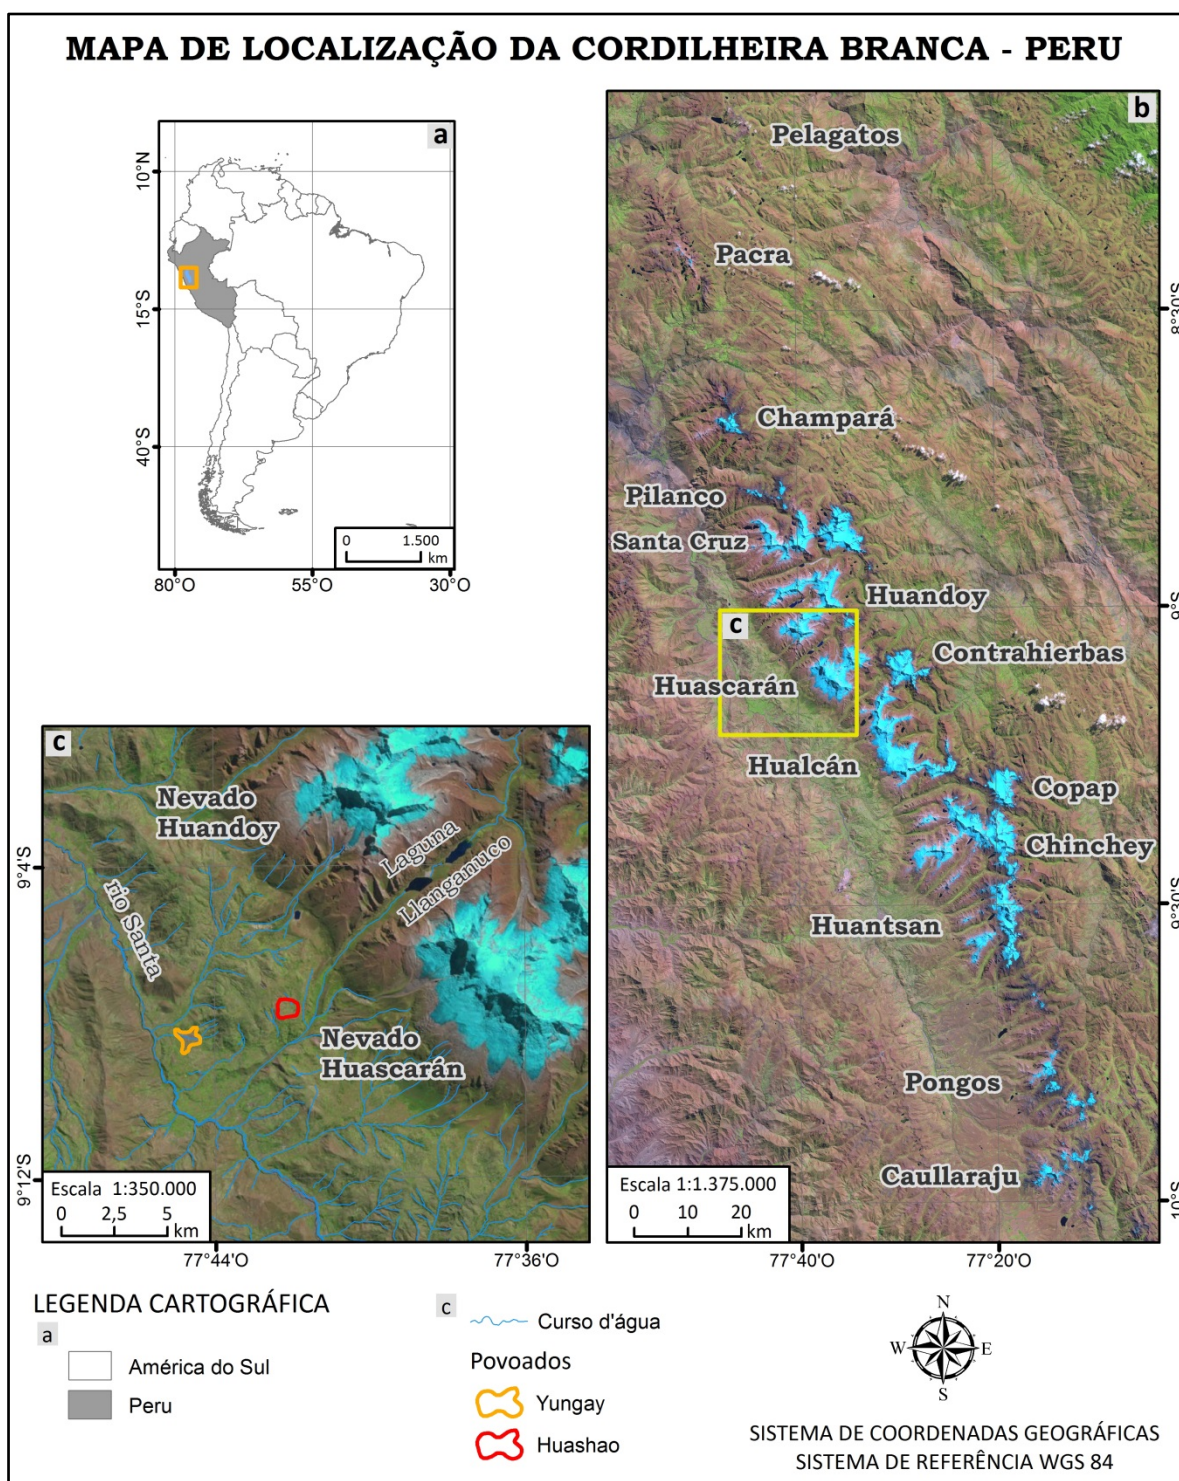 MAPA DE LOCALIZAÇÃO DA CORDILHEIRA BRANCA - PERU
a
10°N
15°S
40°S
0 1.500
km
80°O 55°O 30°O
b
Pelagatos
Pacra
8°30'S
Champará
Pilanco
Santa Cruz
Huandoy
9°S
c
Contrahierbas
Huascarán
Hualcán
Copap
Chinchey
9°30'S
Huantsan
Pongos
Caullaraju
10°S
Escala 1:1.375.000
0 10 20
km
77°40'O 77°20'O
c
Nevado
Huandoy
Laguna
Llanganuco
9°4'S
rio Santa
Nevado
Huascarán
9°12'S
Escala 1:350.000
0 2,5 5
km
77°44'O 77°36'O
LEGENDA CARTOGRÁFICA
a
América do Sul
Peru
c
Curso d'água
Povoados
Yungay
Huashao
N
W E
S
SISTEMA DE COORDENADAS GEOGRÁFICAS
SISTEMA DE REFERÊNCIA WGS 84